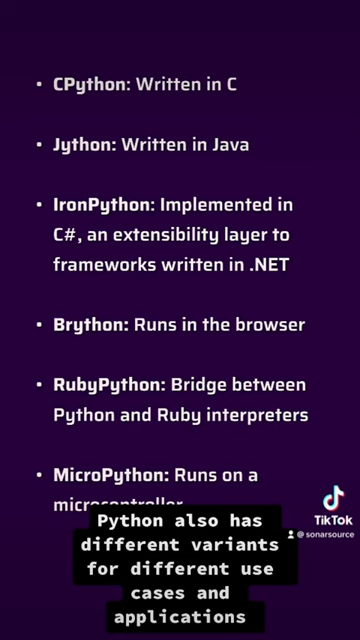 • CPython: Written in C
• Jython: Written in Java
• IronPython: Implemented in
C#, an extensibility layer to
frameworks written in .NET
• Brython: Runs in the browser
• RubyPython: Bridge between
Python and Ruby interpreters
• MicroPython: Runs on a
microcontroller
Python also has
different variants
for different use
cases and
applications
TikTok
@ sonarsource